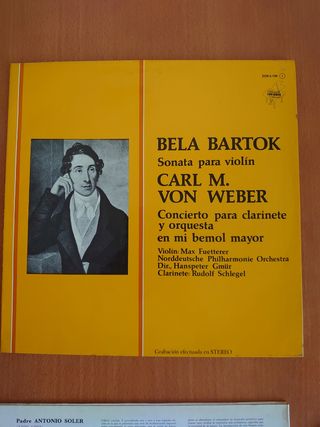 BELA BARTOK
Sonata para violín
CARL M.
VON WEBER
Concierto para clarinete
y orquesta
en mi bemol mayor
Violín: Max Fuetterer
Norddeutsche Philharmonie Orchestra
Dir., Hanspeter Gmür
Clarinete: Rudolf Schlegel
Grabación efectuada en STEREO
Padre ANTONIO SOLER